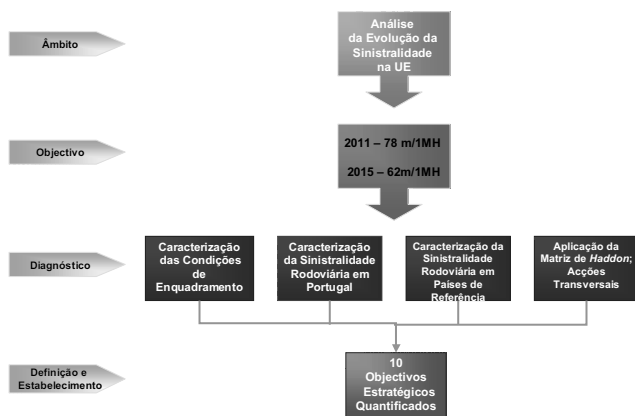 Âmbito
Análise
da Evolução da
Sinistralidade
na UE
Objectivo
2011 – 78 m/1MH
2015 – 62m/1MH
Diagnóstico
Caracterização
das Condições
de
Enquadramento
Caracterização
da Sinistralidade
Rodoviária em
Portugal
Caracterização da
Sinistralidade
Rodoviária em
Países de
Referência
Aplicação da
Matriz de Haddon;
Acções
Transversais
Definição e
Estabelecimento
10
Objectivos
Estratégicos
Quantificados